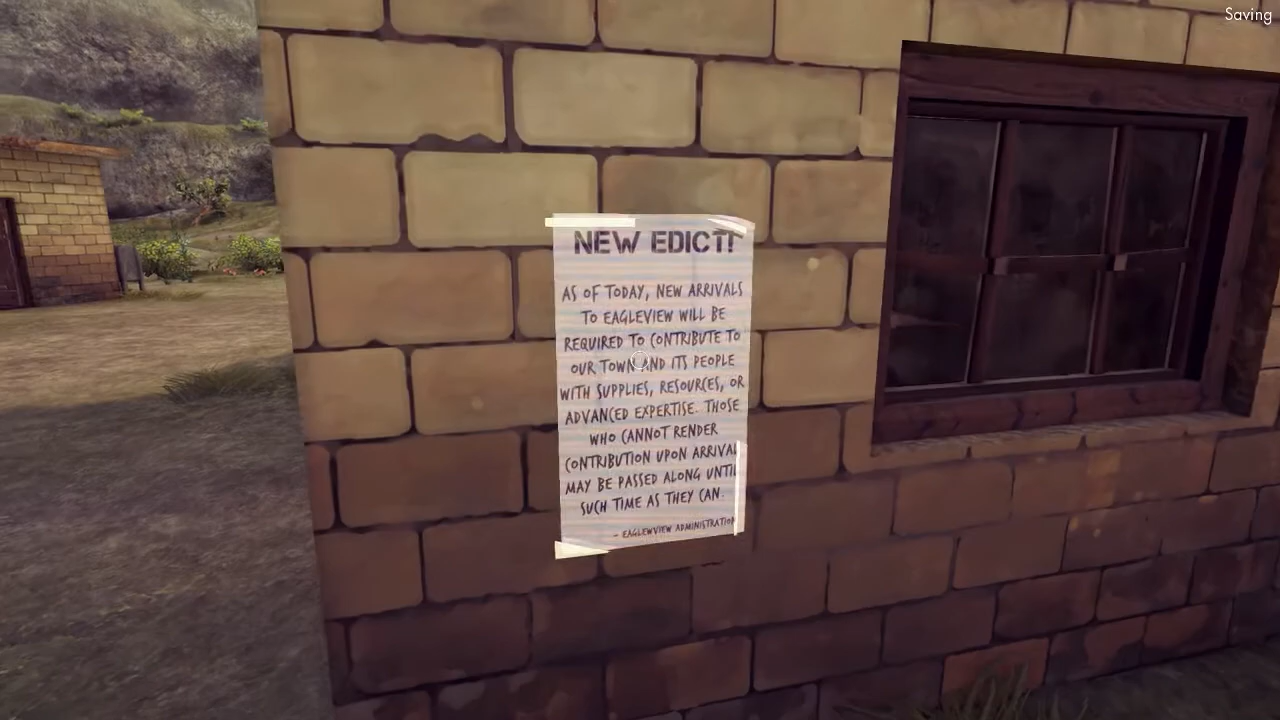 Saving
NEW EDICT!
AS OF TODAY, NEW ARRIVALS
TO EAGLEVIEW WILL BE
REQUIRED TO CONTRIBUTE TO
OUR TOWN AND ITS PEOPLE
WITH SUPPLIES, RESOURCES, OR
ADVANCED EXPERTISE. THOSE
WHO CANNOT RENDER
CONTRIBUTION UPON ARRIVAL
MAY BE PASSED ALONG UNTIL
SUCH TIME AS THEY CAN.
- EAGLEWVIEW ADMINISTRATION